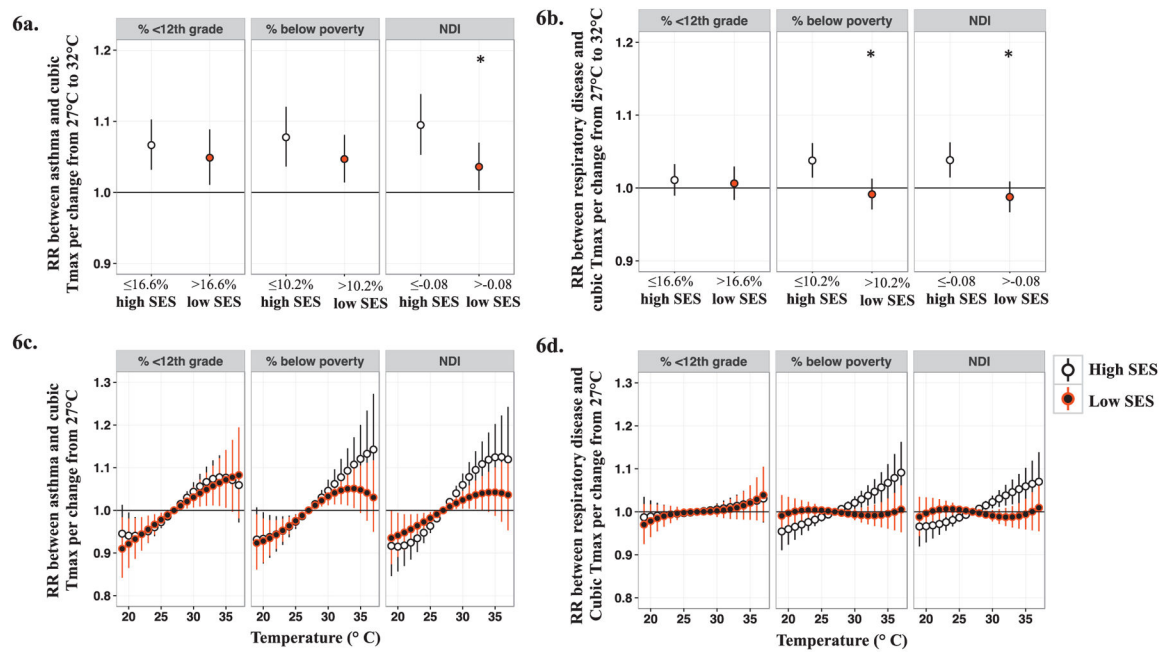 6a.
% <12th grade
% below poverty
NDI
RR between asthma and cubic
Tmax per change from 27°C to 32°C
1.2
1.1
1.0
0.9
*
≤16.6% >16.6% ≤10.2% >10.2% ≤-0.08 >-0.08
high SES low SES high SES low SES high SES low SES
6b.
% <12th grade
% below poverty
NDI
RR between respiratory disease and
cubic Tmax per change from 27°C to 32°C
1.2
1.1
1.0
0.9
*
*
≤16.6% >16.6% ≤10.2% >10.2% ≤-0.08 >-0.08
high SES low SES high SES low SES high SES low SES
6c.
% <12th grade
% below poverty
NDI
RR between asthma and cubic
Tmax per change from 27°C
1.3
1.2
1.1
1.0
0.9
0.8
20 25 30 35 20 25 30 35 20 25 30 35
Temperature (° C)
6d.
% <12th grade
% below poverty
NDI
RR between respiratory disease and
Cubic Tmax per change from 27°C
1.3
1.2
1.1
1.0
0.9
0.8
20 25 30 35 20 25 30 35 20 25 30 35
Temperature (° C)
High SES
Low SES